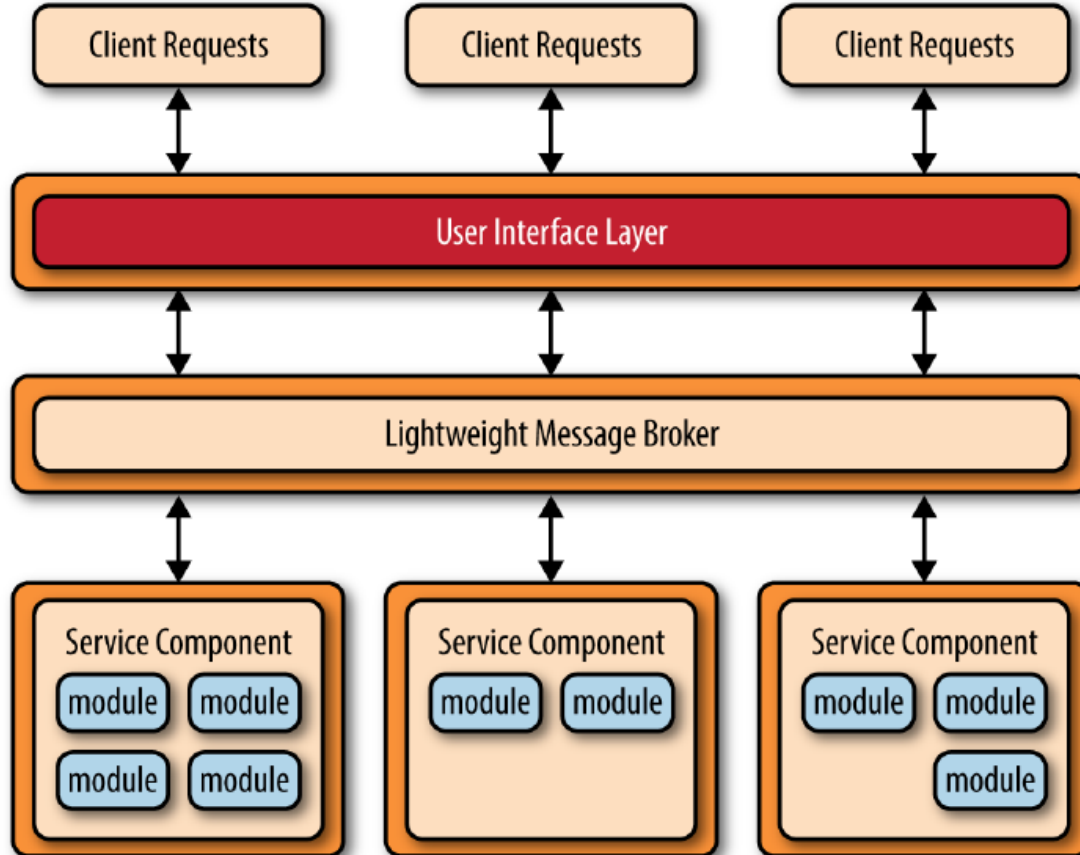 Client Requests
Client Requests
Client Requests
User Interface Layer
Lightweight Message Broker
Service Component
module module
module module
Service Component
module module
Service Component
module module
module